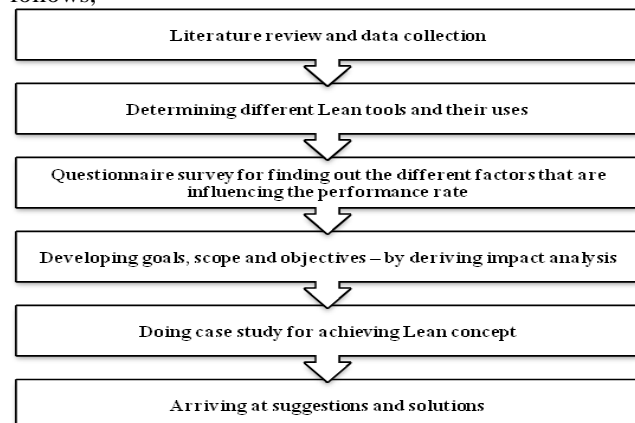 follows,
Literature review and data collection
Determining different Lean tools and their uses
Questionnaire survey for finding out the different factors that are
influencing the performance rate
Developing goals, scope and objectives – by deriving impact analysis
Doing case study for achieving Lean concept
Arriving at suggestions and solutions